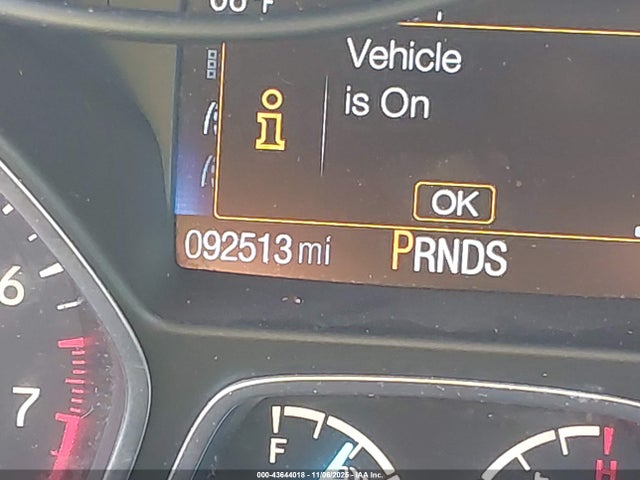 Vehicle
is On
OK
092513 mi PRNDS
6
7
F
H
000-43644018 - 11/06/2025 - IAA Inc.